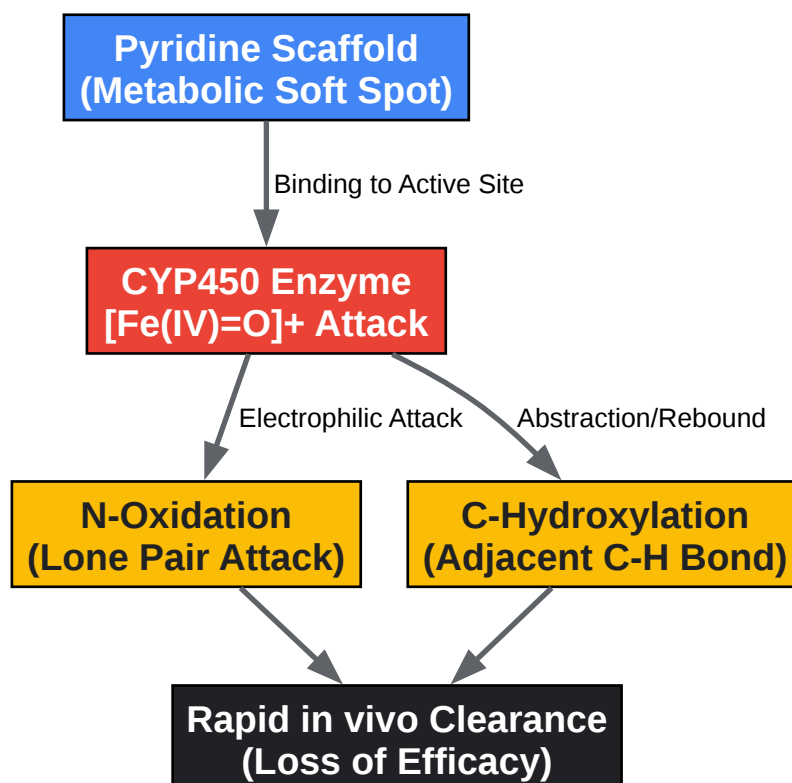 Pyridine Scaffold
(Metabolic Soft Spot)
Binding to Active Site
CYP450 Enzyme
[Fe(IV)=O]+ Attack
Electrophilic Attack
Abstraction/Rebound
N-Oxidation
(Lone Pair Attack)
C-Hydroxylation
(Adjacent C-H Bond)
Rapid in vivo Clearance
(Loss of Efficacy)